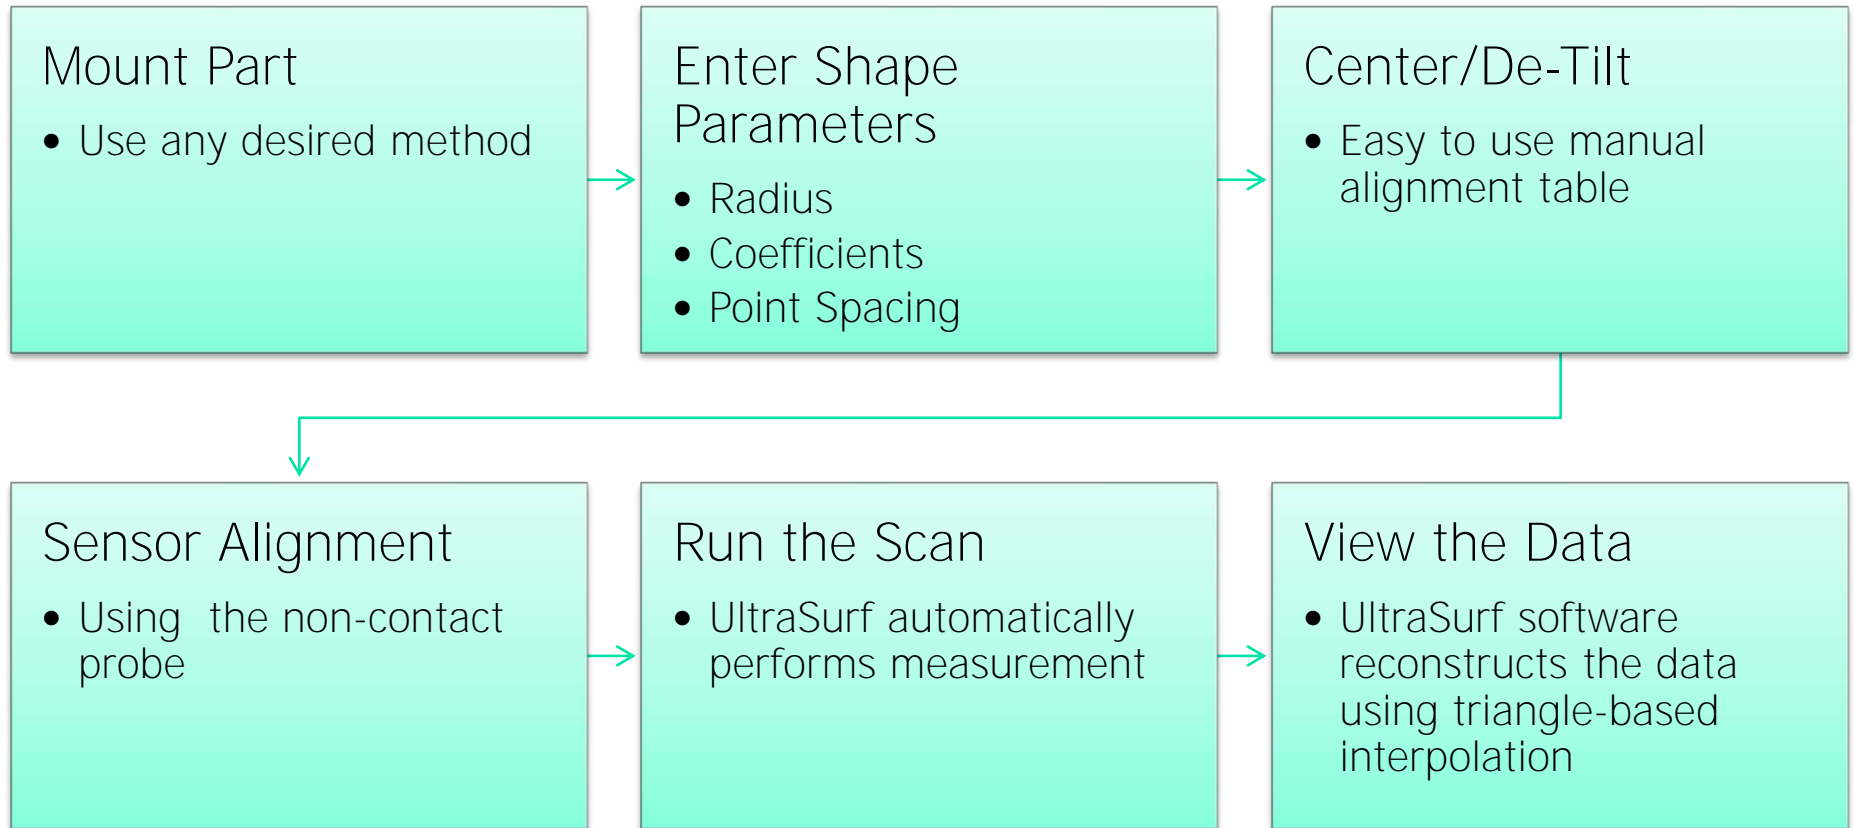 Mount Part
• Use any desired method
Enter Shape
Parameters
• Radius
• Coefficients
• Point Spacing
Center/De-Tilt
• Easy to use manual
alignment table
Sensor Alignment
• Using  the non-contact
probe
Run the Scan
• UltraSurf automatically
performs measurement
View the Data
• UltraSurf software
reconstructs the data
using triangle-based
interpolation